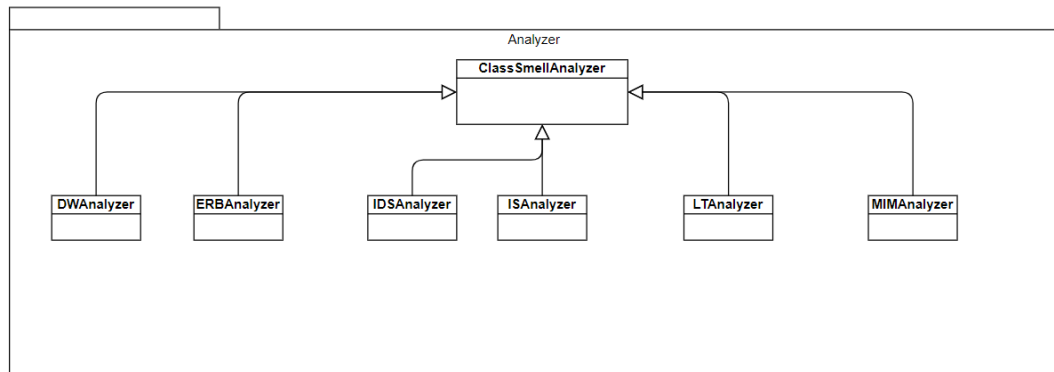 Analyzer
ClassSmellAnalyzer
DWAnalyzer
ERBAnalyzer
IDSAnalyzer
ISAnalyzer
LTAnalyzer
MIMAnalyzer